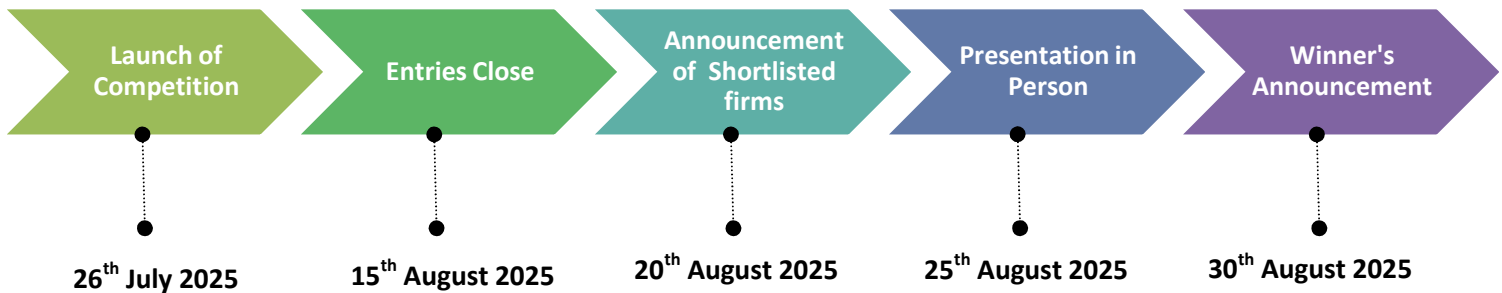 Launch of
Competition
Entries Close
Announcement
of  Shortlisted
firms
Presentation in
Person
Winner's
Announcement
26th July 2025
15th August 2025
20th August 2025
25th August 2025
30th August 2025